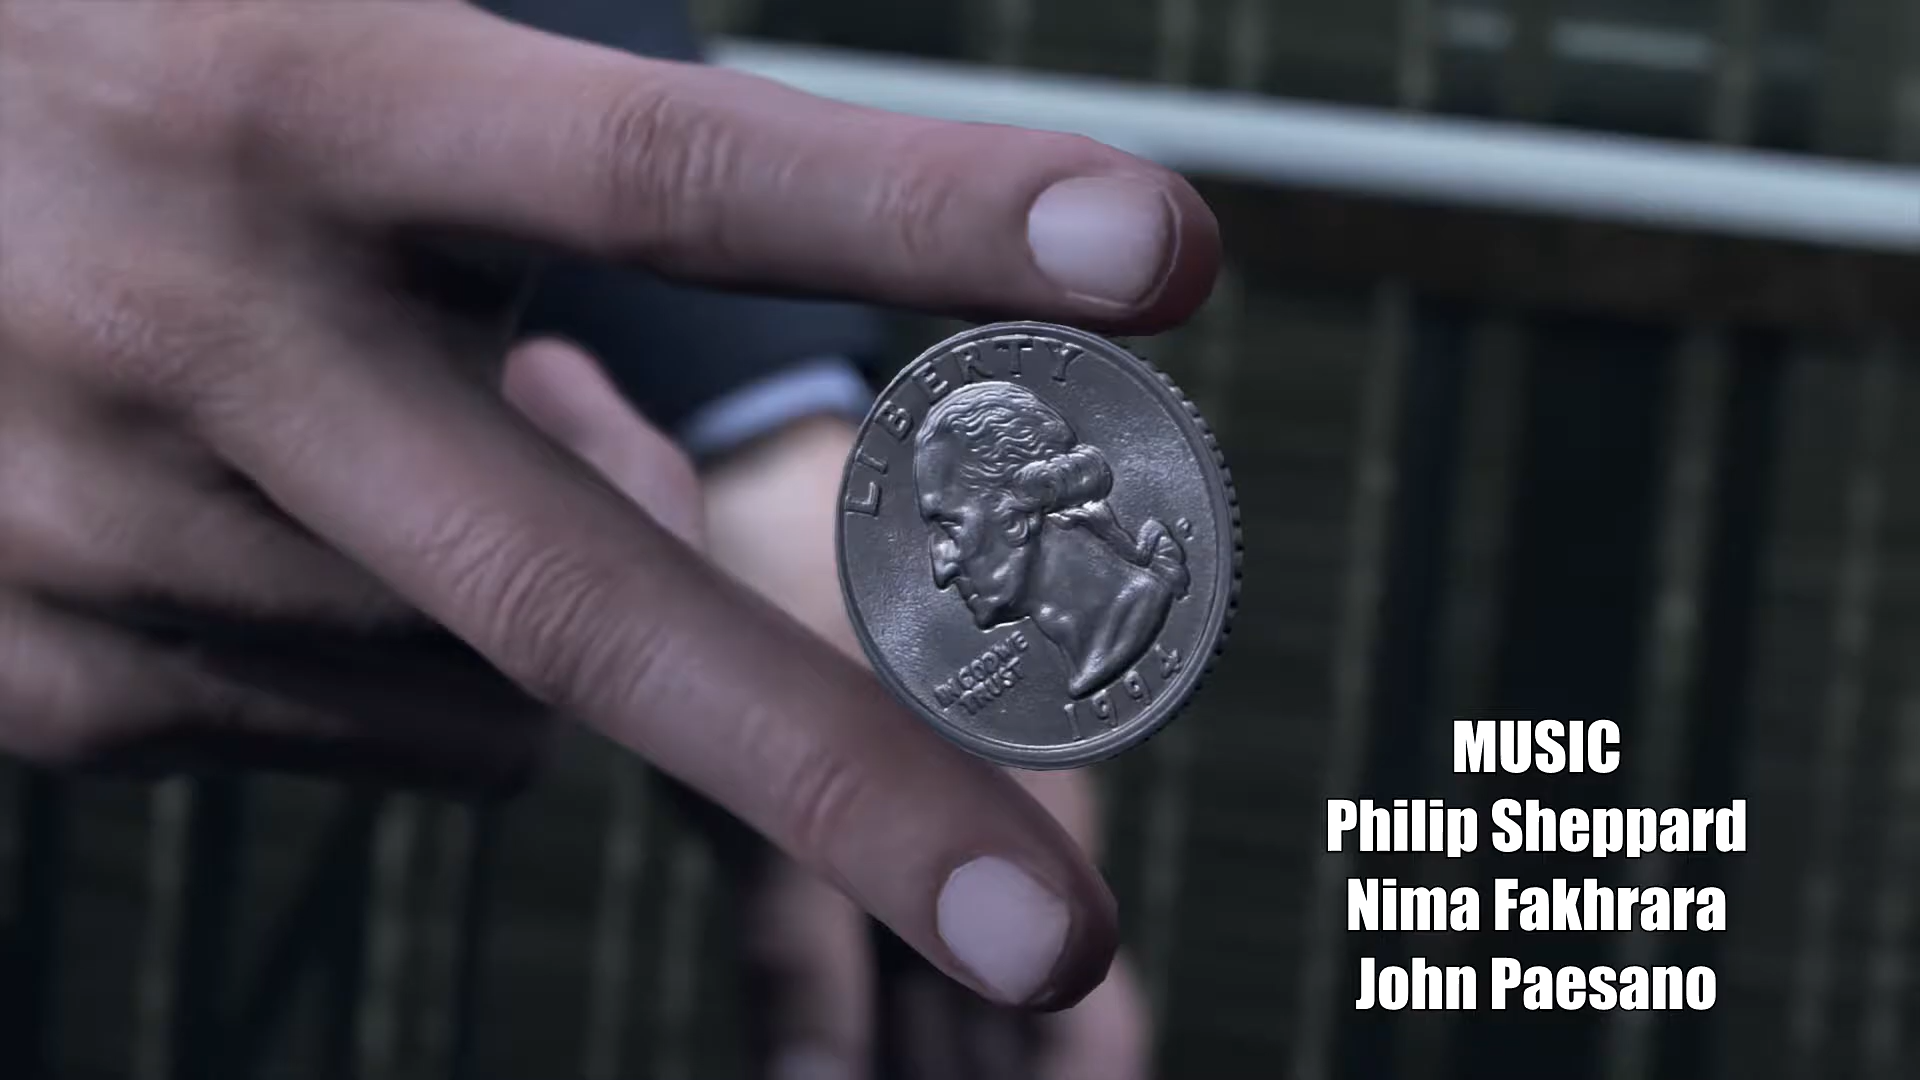 LIBERTY
IN GOD WE
TRUST
P
1994
MUSIC
Philip Sheppard
Nima Fakhrara
John Paesano